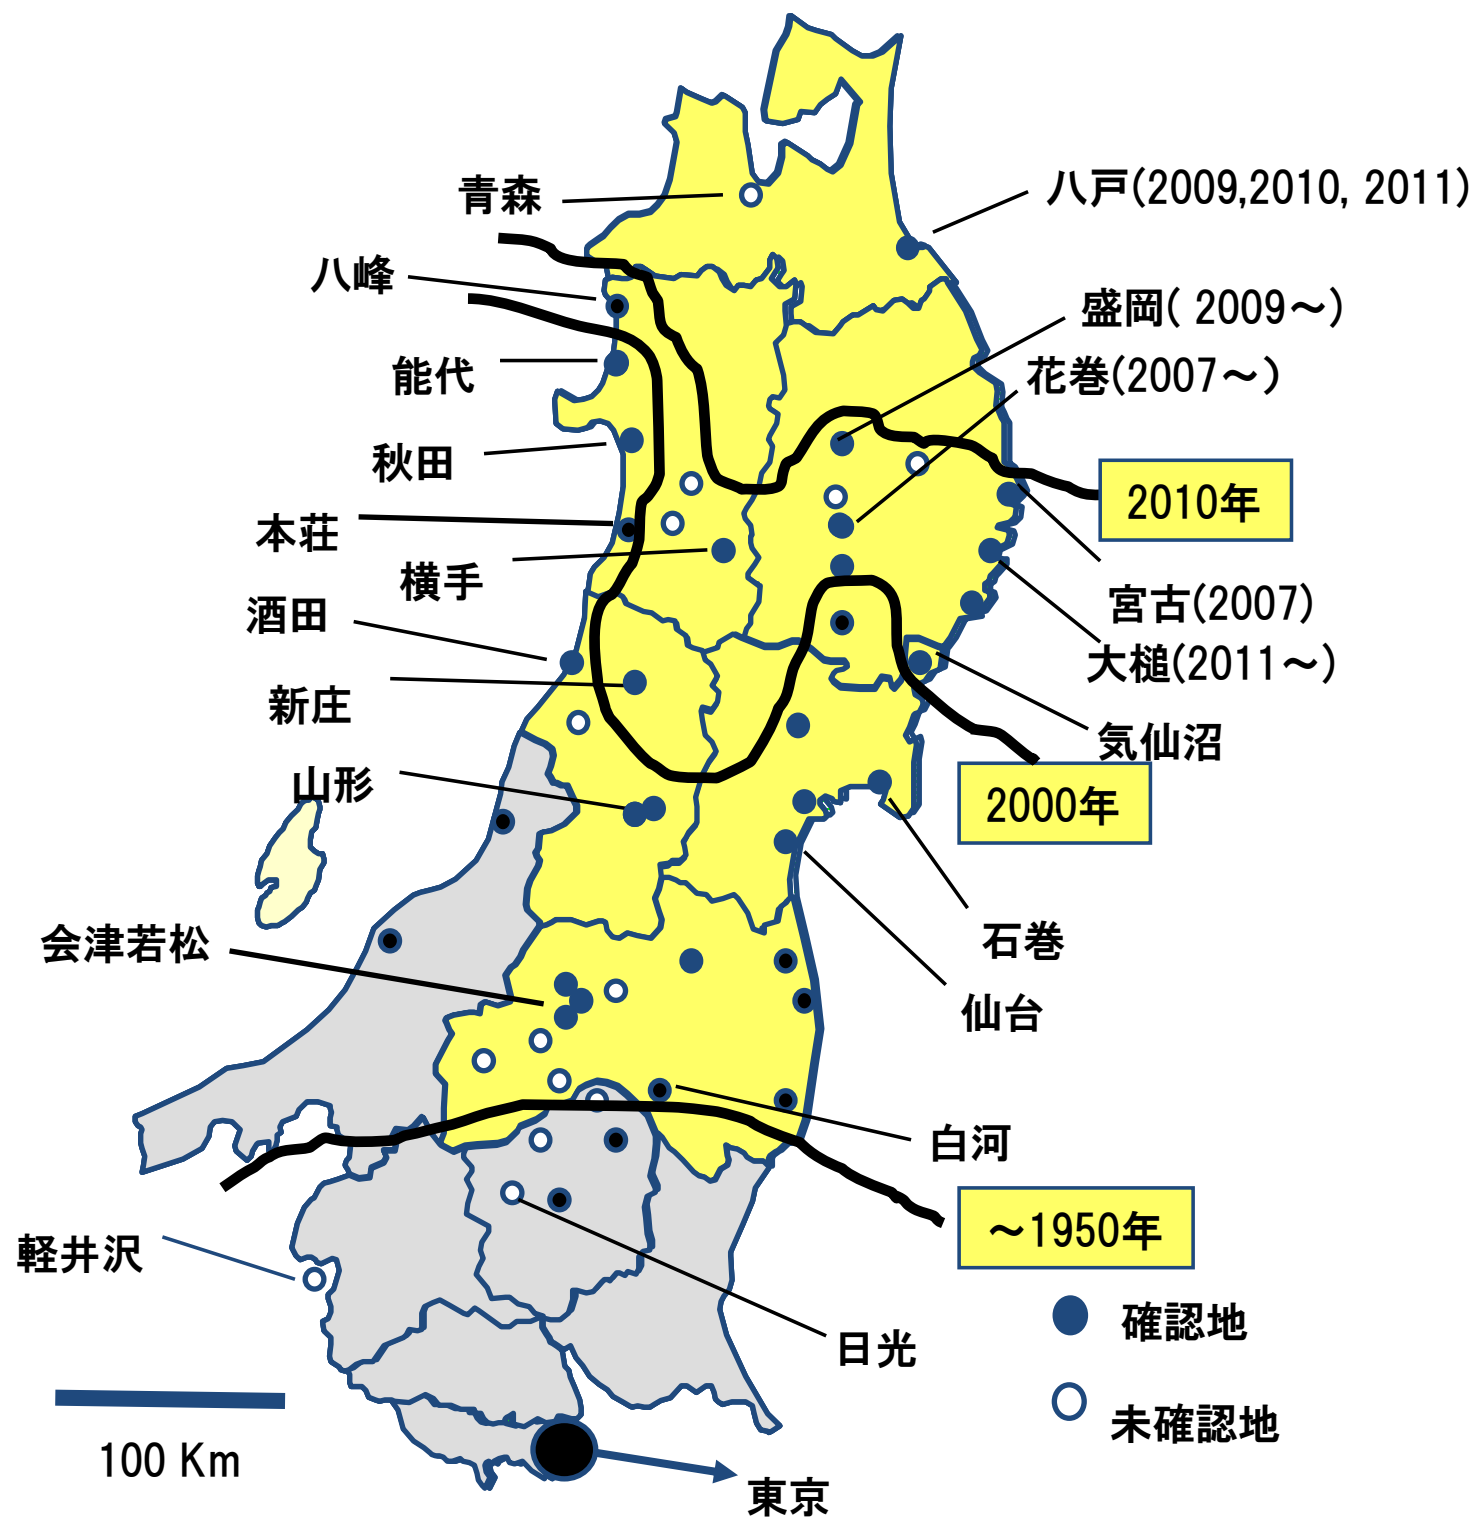 青森
八戸(2009,2010, 2011)
八峰
盛岡( 2009～)
能代
花巻(2007～)
秋田
2010年
本荘
横手
宮古(2007)
酒田
大槌(2011～)
新庄
気仙沼
山形
2000年
会津若松
石巻
仙台
白河
～1950年
軽井沢
確認地
日光
未確認地
100 Km
東京